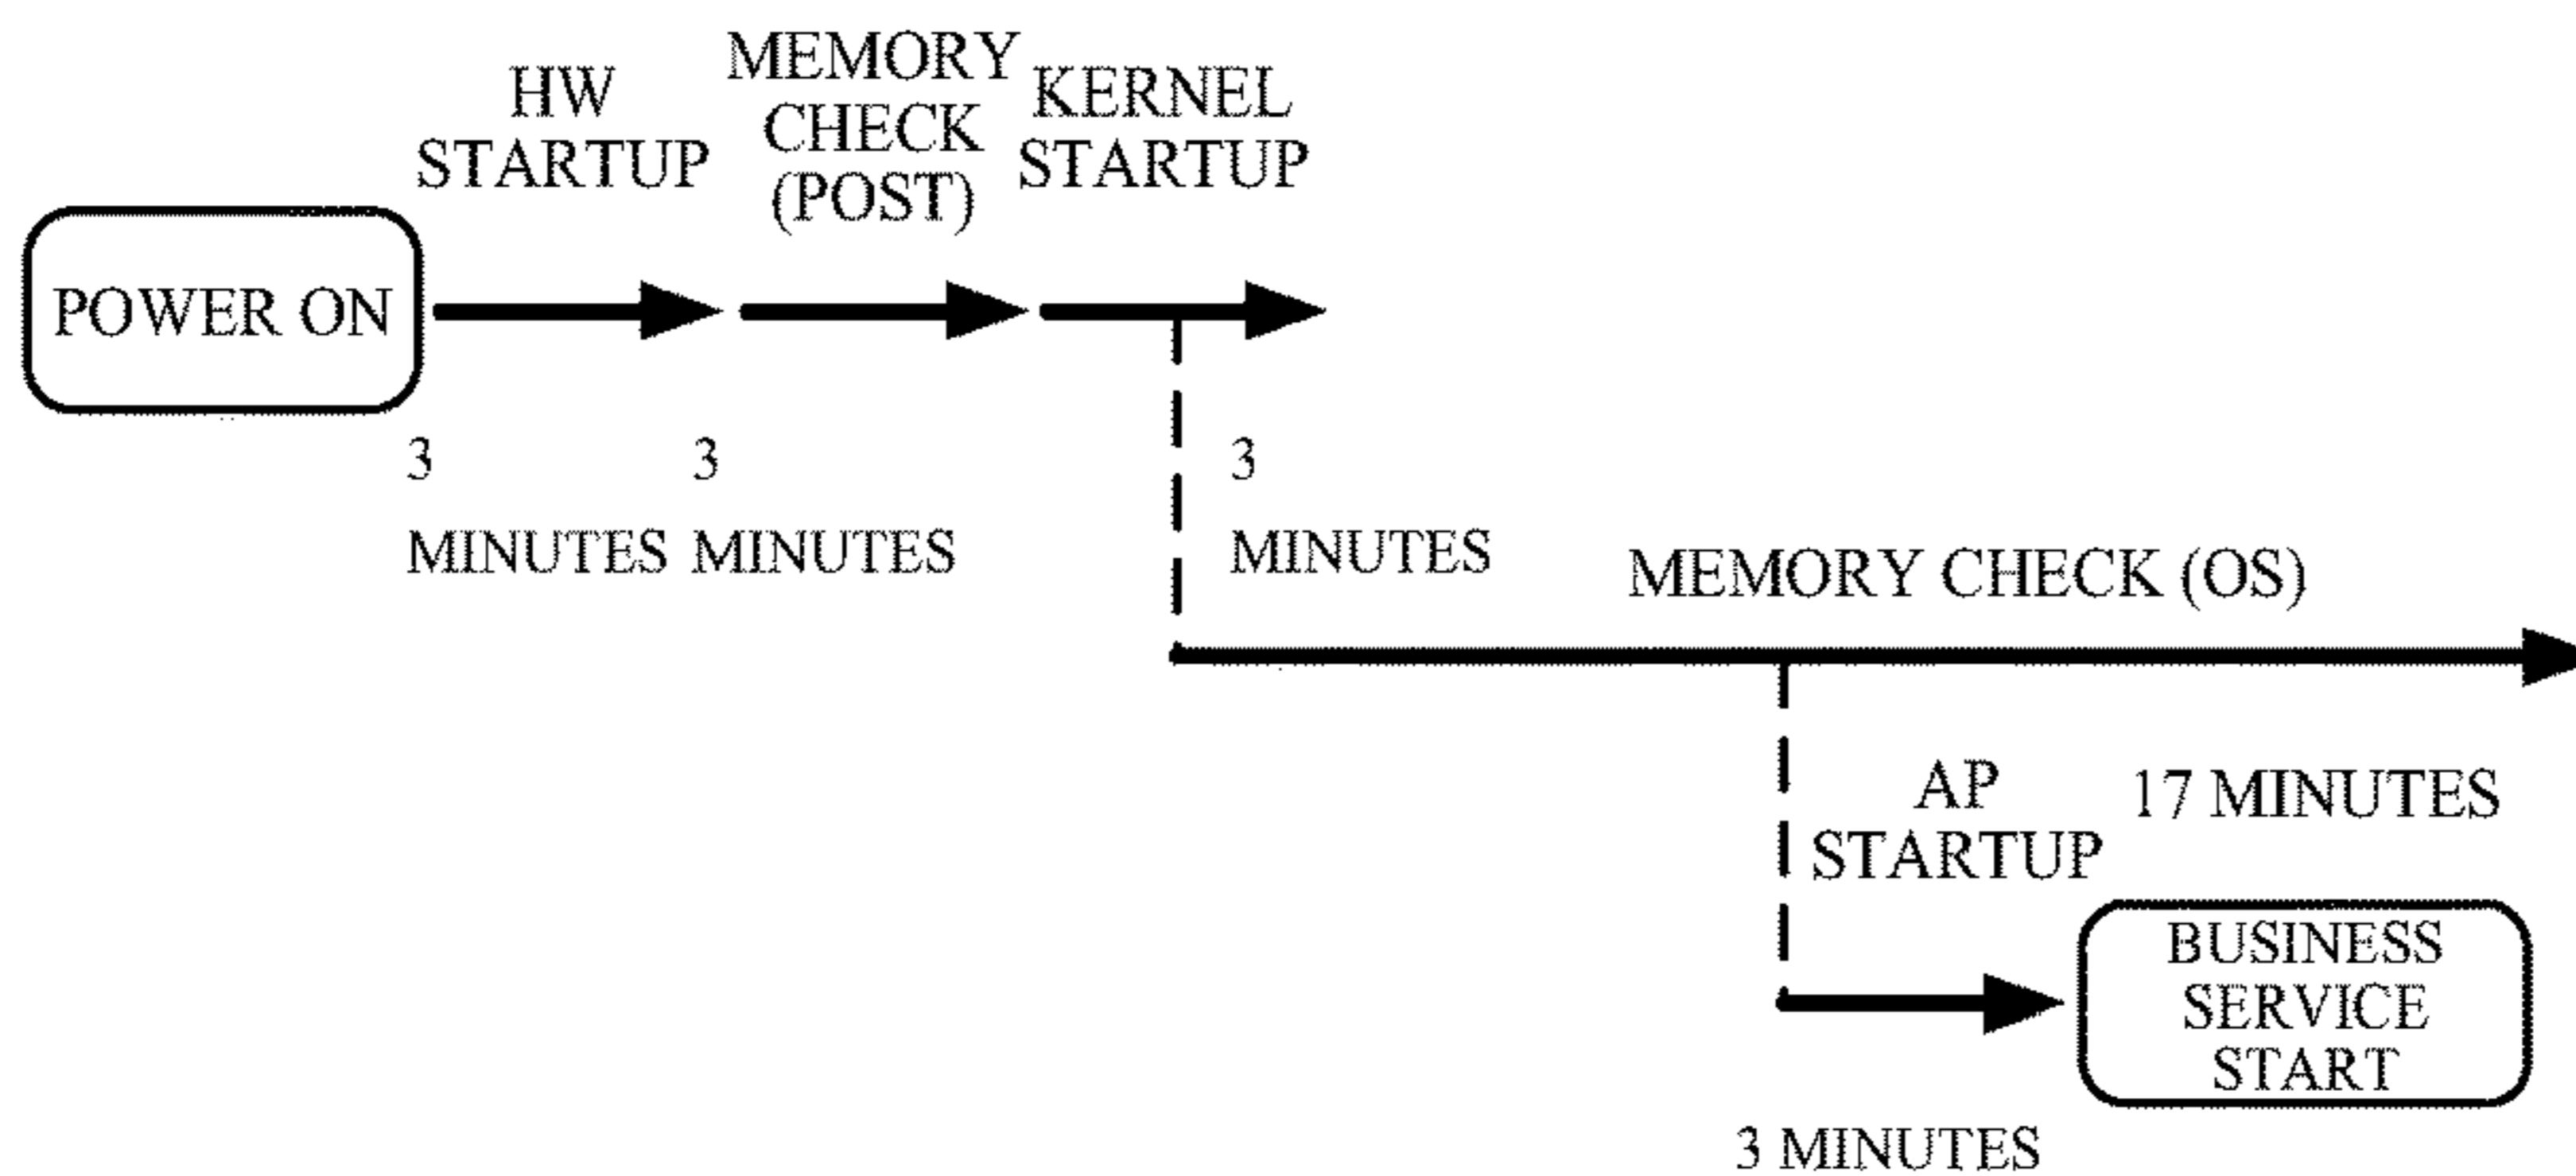 HW
STARTUP
MEMORY
CHECK
(POST)
KERNEL
STARTUP
POWER ON
3
MINUTES
3
MINUTES
3
MINUTES
MEMORY CHECK (OS)
AP
STARTUP
17 MINUTES
BUSINESS
SERVICE
START
3 MINUTES